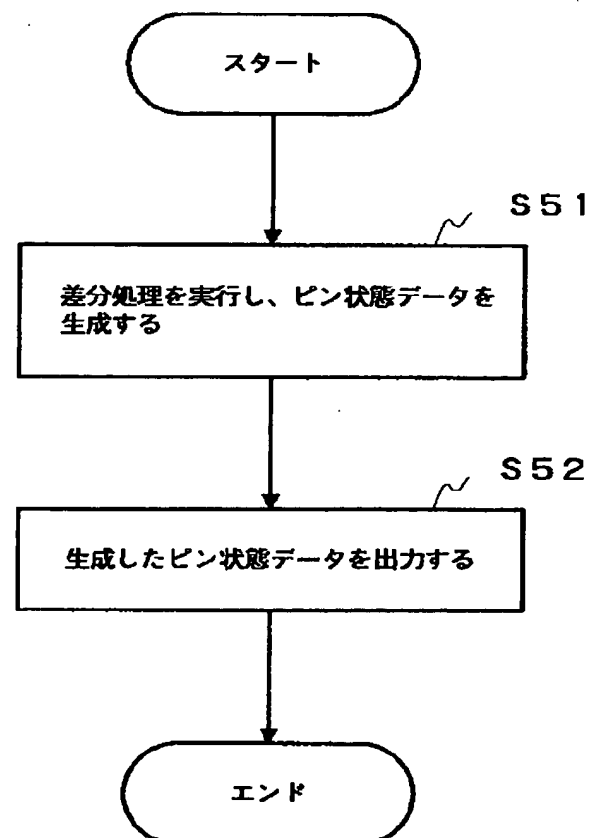 スタート
S51
差分処理を実行し、ピン状態データを
生成する
S52
生成したピン状態データを出力する
エンド